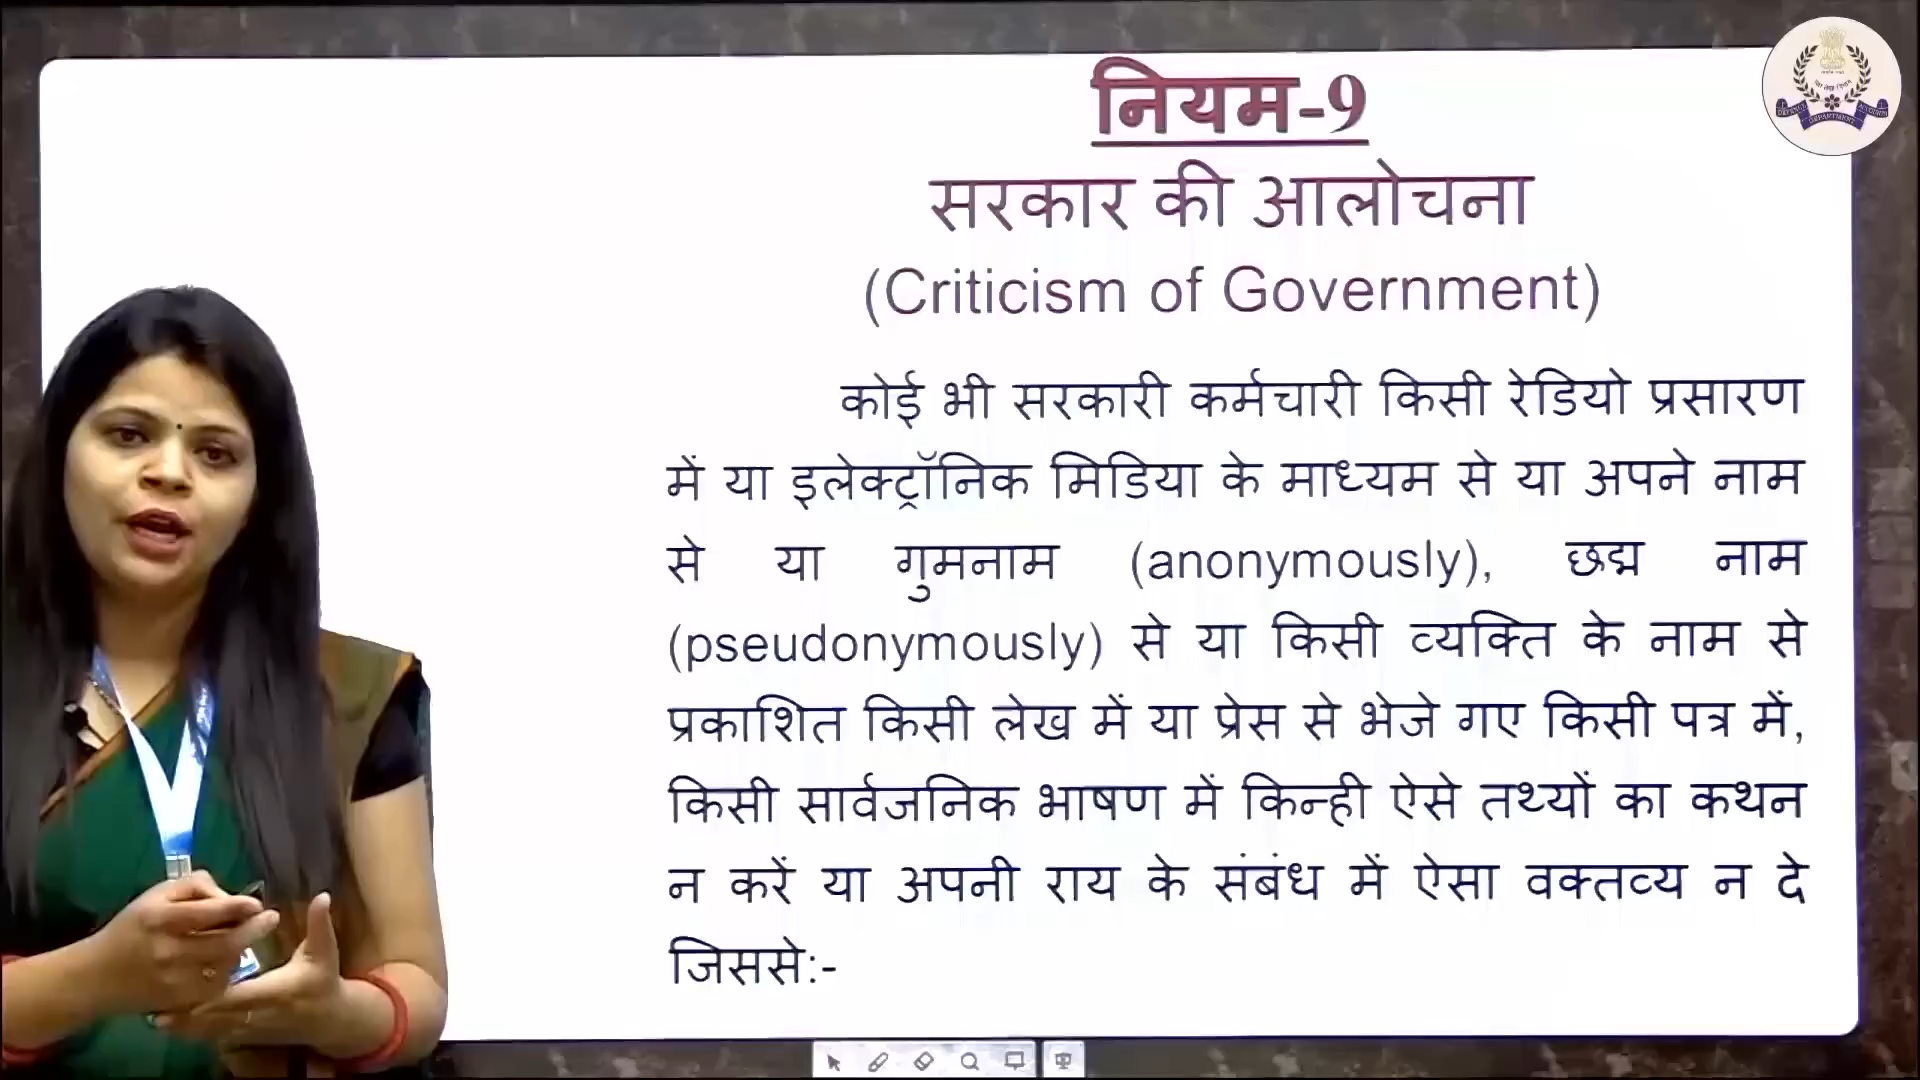 नियम-9
सरकार की आलोचना
(Criticism of Government)
कोई भी सरकारी कर्मचारी किसी रेडियो प्रसारण
में या इलेक्ट्रॉनिक मिडिया के माध्यम से या अपने नाम
से या गुमनाम (anonymously), छद्म नाम
(pseudonymously) से या किसी व्यक्ति के नाम से
प्रकाशित किसी लेख में या प्रेस से भेजे गए किसी पत्र में,
किसी सार्वजनिक भाषण में किन्ही ऐसे तथ्यों का कथन
न करें या अपनी राय के संबंध में ऐसा वक्तव्य न दे
जिससे:-
DEPARTMENT